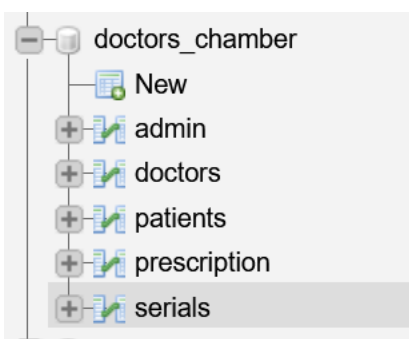 doctors_chamber
New
admin
doctors
patients
prescription
serials